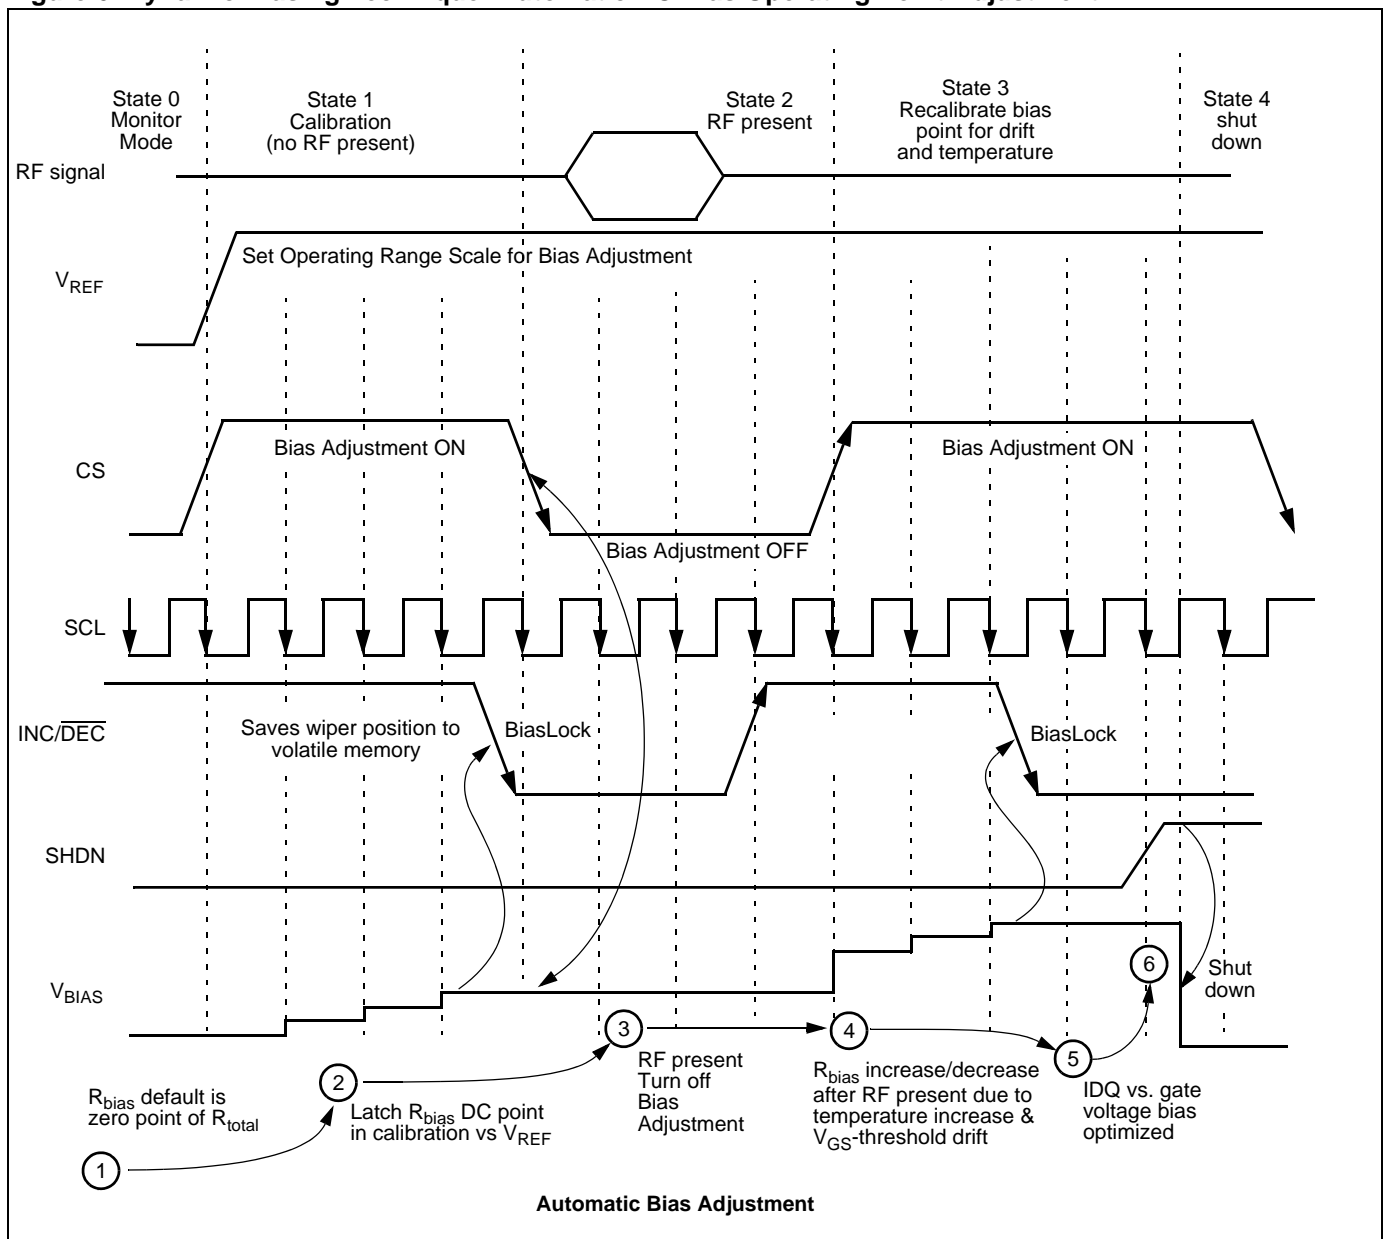 State 0
Monitor
Mode
State 1
Calibration
(no RF present)
State 2
RF present
State 3
Recalibrate bias
point for drift
and temperature
State 4
shut
down
RF signal
Set Operating Range Scale for Bias Adjustment
VREF
Bias Adjustment ON
Bias Adjustment ON
CS
Bias Adjustment OFF
SCL
INC/DEC
Saves wiper position to
volatile memory
BiasLock
BiasLock
SHDN
VBIAS
Shut
down
1
2
3
4
5
6
Rbias default is
zero point of Rtotal
Latch Rbias DC point
in calibration vs VREF
RF present
Turn off
Bias
Adjustment
Rbias increase/decrease
after RF present due to
temperature increase &
VGS-threshold drift
IDQ vs. gate
voltage bias
optimized
Automatic Bias Adjustment